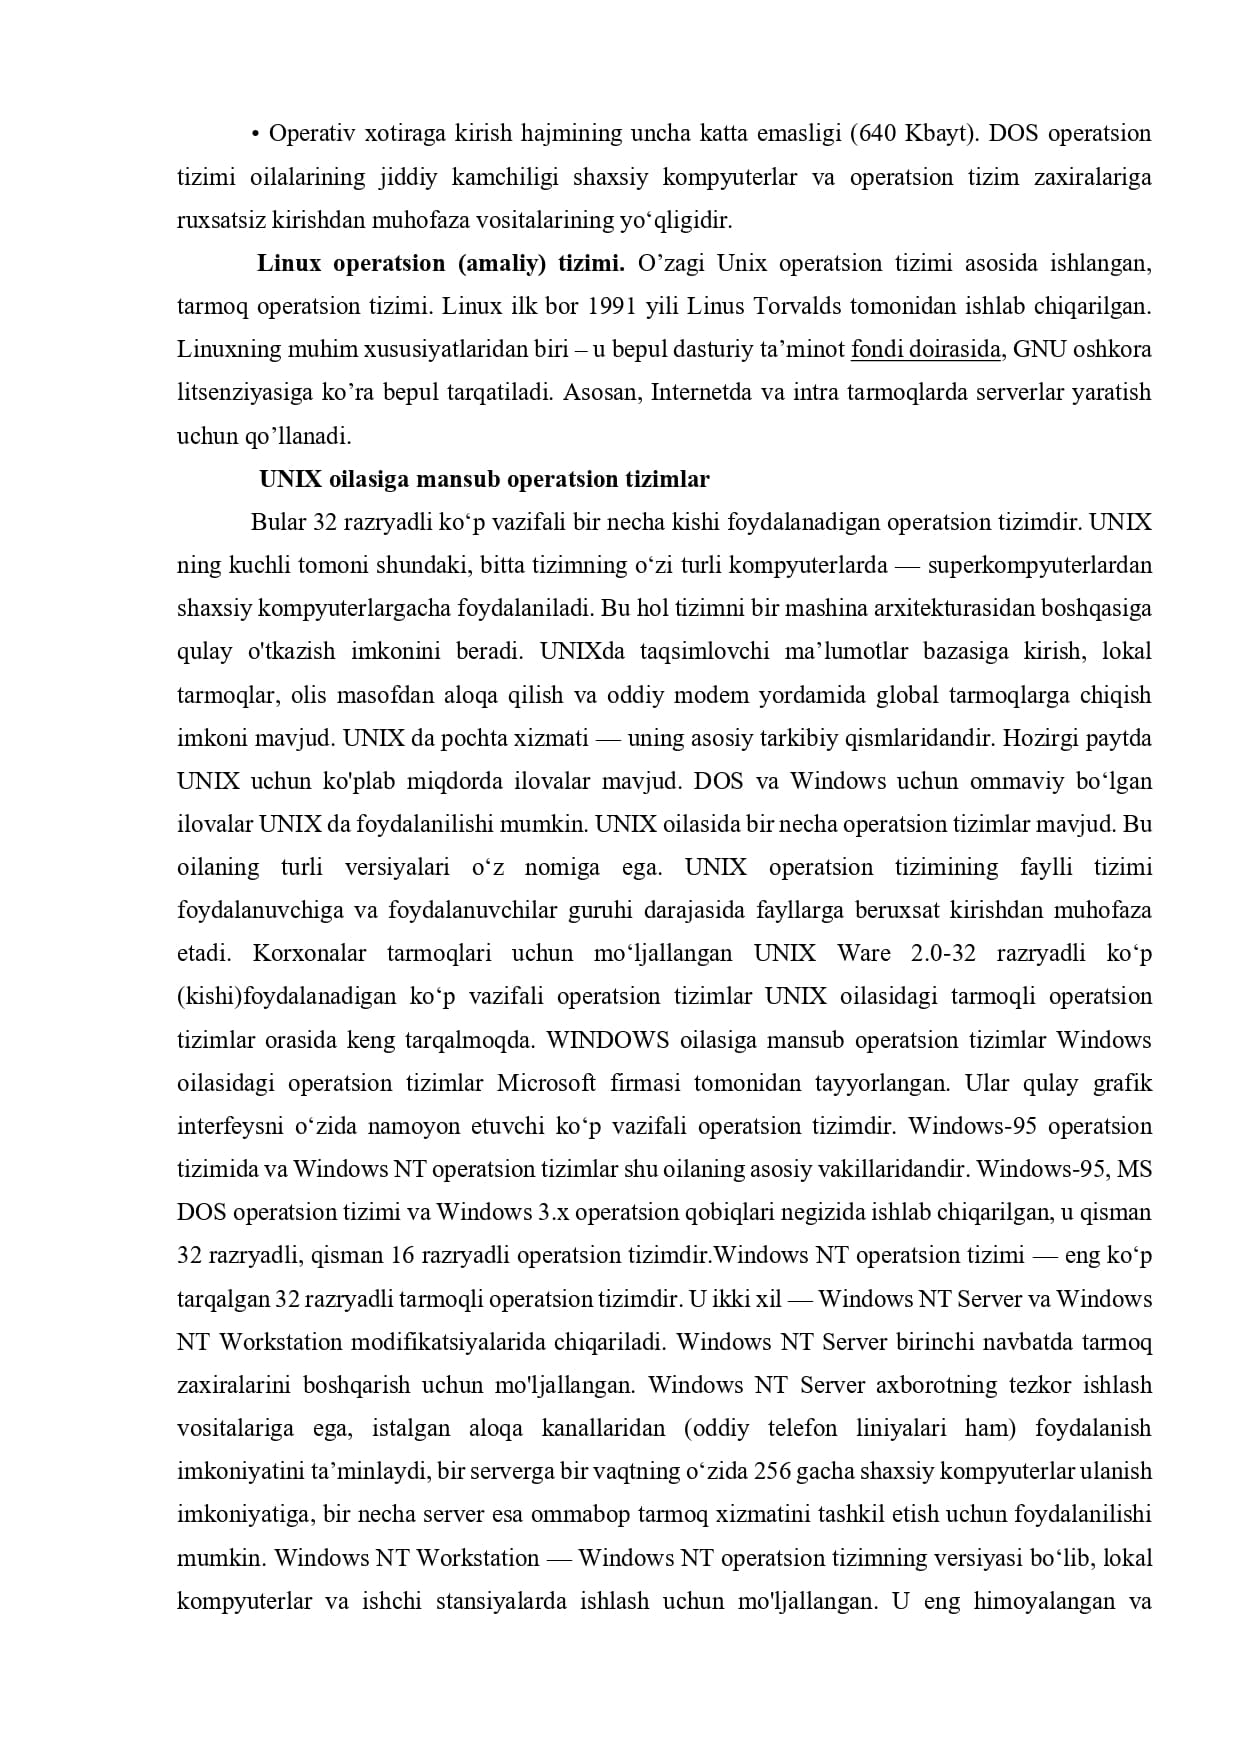 • Operativ xotiraga kirish hajmining uncha katta emasligi (640 Kbayt). DOS operatsion
tizimi oilalarining jiddiy kamchiligi shaxsiy kompyuterlar va operatsion tizim zaxiralariga
ruxsatsiz kirishdan muhofaza vositalarining yo‘qligidir.
Linux operatsion (amaliy) tizimi. O’zagi Unix operatsion tizimi asosida ishlangan,
tarmoq operatsion tizimi. Linux ilk bor 1991 yili Linus Torvalds tomonidan ishlab chiqarilgan.
Linuxning muhim xususiyatlaridan biri – u bepul dasturiy ta’minot fondi doirasida, GNU oshkora
litsenziyasiga ko’ra bepul tarqatiladi. Asosan, Internetda va intra tarmoqlarda serverlar yaratish
uchun qo’llanadi.
UNIX oilasiga mansub operatsion tizimlar
Bular 32 razryadli ko‘p vazifali bir necha kishi foydalanadigan operatsion tizimdir. UNIX
ning kuchli tomoni shundaki, bitta tizimning o‘zi turli kompyuterlarda — superkompyuterlardan
shaxsiy kompyuterlargacha foydalaniladi. Bu hol tizimni bir mashina arxitekturasidan boshqasiga
qulay o'tkazish imkonini beradi. UNIXda taqsimlovchi ma’lumotlar bazasiga kirish, lokal
tarmoqlar, olis masofdan aloqa qilish va oddiy modem yordamida global tarmoqlarga chiqish
imkoni mavjud. UNIX da pochta xizmati — uning asosiy tarkibiy qismlaridandir. Hozirgi paytda
UNIX uchun ko'plab miqdorda ilovalar mavjud. DOS va Windows uchun ommaviy bo‘lgan
ilovalar UNIX da foydalanilishi mumkin. UNIX oilasida bir necha operatsion tizimlar mavjud. Bu
oilaning turli versiyalari o‘z nomiga ega. UNIX operatsion tizimining faylli tizimi
foydalanuvchiga va foydalanuvchilar guruhi darajasida fayllarga beruxsat kirishdan muhofaza
etadi. Korxonalar tarmoqlari uchun mo‘ljallangan UNIX Ware 2.0-32 razryadli ko‘p
(kishi)foydalanadigan ko‘p vazifali operatsion tizimlar UNIX oilasidagi tarmoqli operatsion
tizimlar orasida keng tarqalmoqda. WINDOWS oilasiga mansub operatsion tizimlar Windows
oilasidagi operatsion tizimlar Microsoft firmasi tomonidan tayyorlangan. Ular qulay grafik
interfeysni o‘zida namoyon etuvchi ko‘p vazifali operatsion tizimdir. Windows-95 operatsion
tizimida va Windows NT operatsion tizimlar shu oilaning asosiy vakillaridandir. Windows-95, MS
DOS operatsion tizimi va Windows 3.x operatsion qobiqlari negizida ishlab chiqarilgan, u qisman
32 razryadli, qisman 16 razryadli operatsion tizimdir.Windows NT operatsion tizimi — eng ko‘p
tarqalgan 32 razryadli tarmoqli operatsion tizimdir. U ikki xil — Windows NT Server va Windows
NT Workstation modifikatsiyalarida chiqariladi. Windows NT Server birinchi navbatda tarmoq
zaxiralarini boshqarish uchun mo'ljallangan. Windows NT Server axborotning tezkor ishlash
vositalariga ega, istalgan aloqa kanallaridan (oddiy telefon liniyalari ham) foydalanish
imkoniyatini ta’minlaydi, bir serverga bir vaqtning o‘zida 256 gacha shaxsiy kompyuterlar ulanish
imkoniyatiga, bir necha server esa ommabop tarmoq xizmatini tashkil etish uchun foydalanilishi
mumkin. Windows NT Workstation — Windows NT operatsion tizimning versiyasi bo‘lib, lokal
kompyuterlar va ishchi stansiyalarda ishlash uchun mo'ljallangan. U eng himoyalangan va